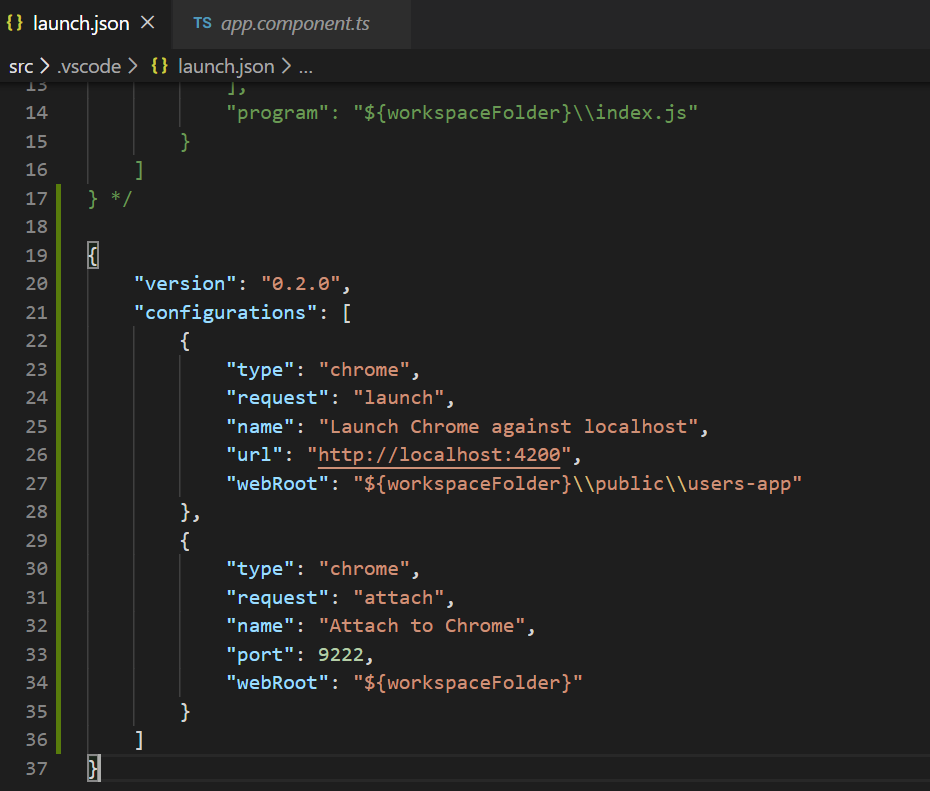 {} launch.json × TS app.component.ts
src > .vscode > {} launch.json > ...
13 ],
14 "program": "${workspaceFolder}\\index.js"
15 }
16 ]
17 } */
18
19 {
20 "version": "0.2.0",
21 "configurations": [
22 {
23 "type": "chrome",
24 "request": "launch",
25 "name": "Launch Chrome against localhost",
26 "url": "http://localhost:4200",
27 "webRoot": "${workspaceFolder}\\public\\users-app"
28 },
29 {
30 "type": "chrome",
31 "request": "attach",
32 "name": "Attach to Chrome",
33 "port": 9222,
34 "webRoot": "${workspaceFolder}"
35 }
36 ]
37 }